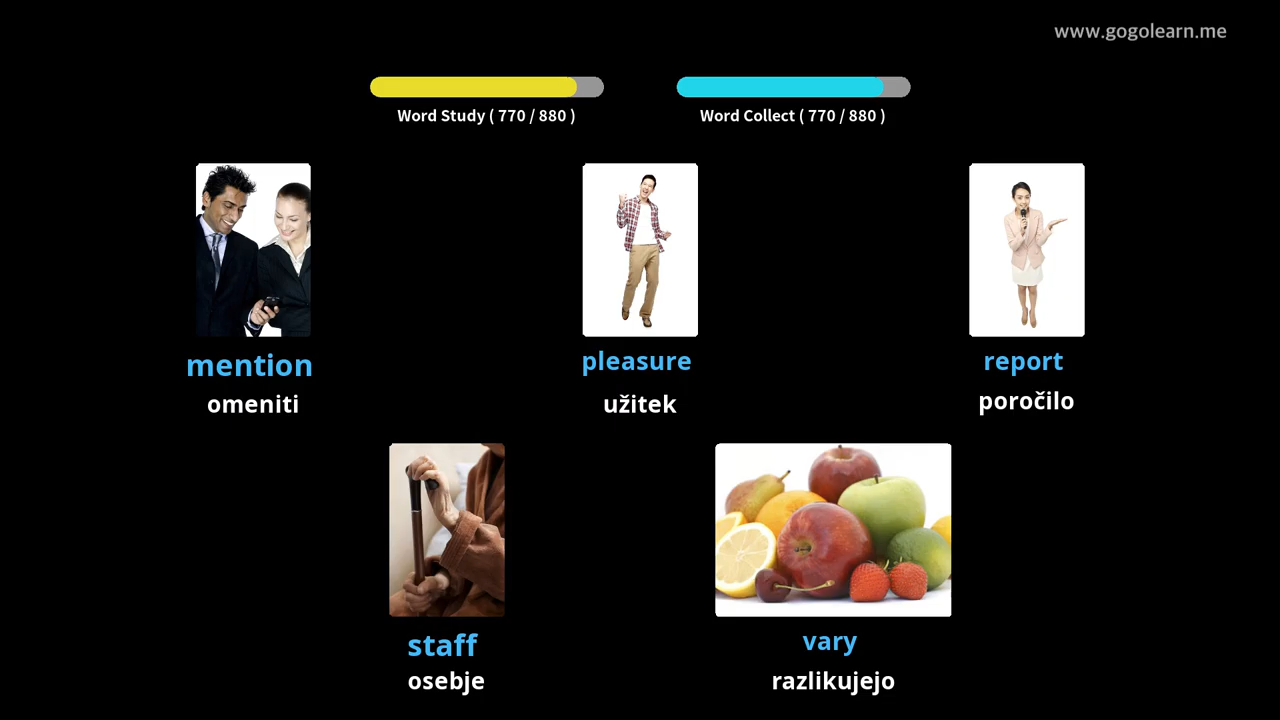 www.gogolearn.me
Word Study ( 770 / 880 )
Word Collect ( 770 / 880 )
mention
omeniti
pleasure
užitek
report
poročilo
staff
osebje
vary
razlikujejo